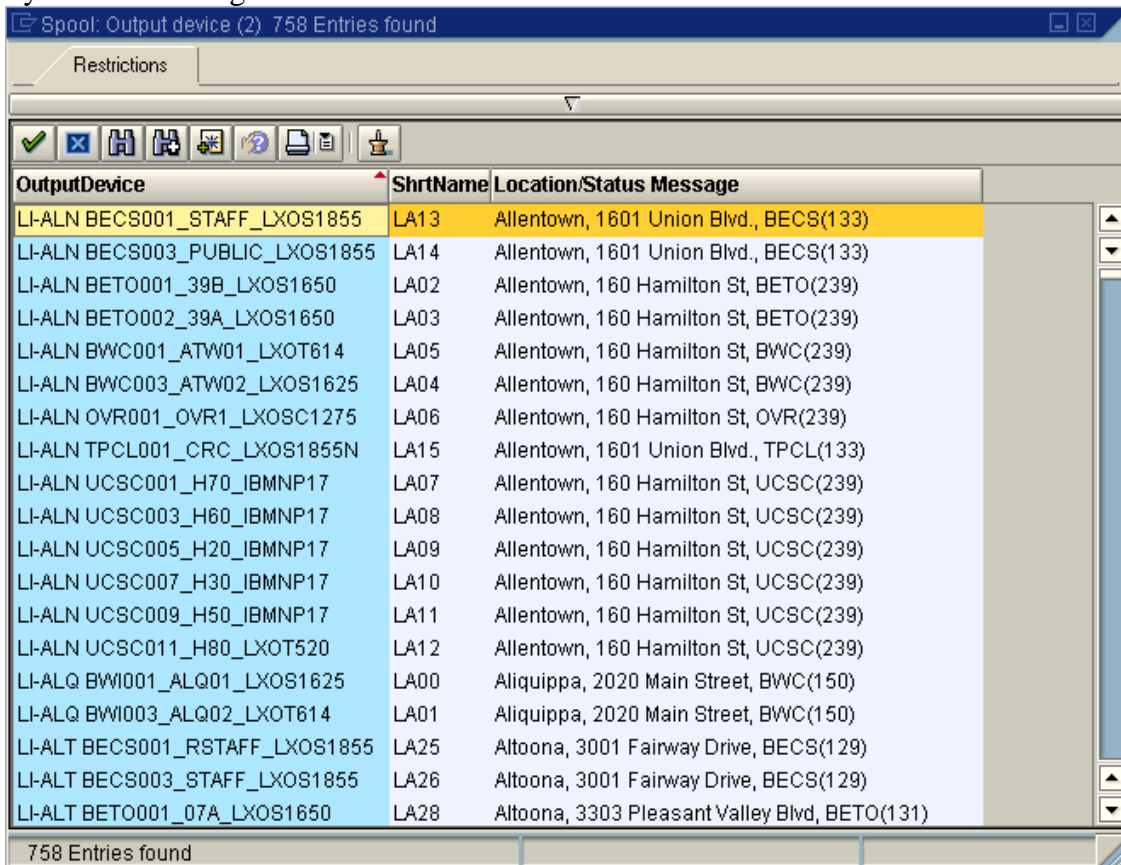 Spool: Output device (2) 758 Entries found
Restrictions
OutputDevice ShrtName Location/Status Message
LI-ALN BECS001_STAFF_LXOS1855 LA13 Allentown, 1601 Union Blvd., BECS(133)
LI-ALN BECS003_PUBLIC_LXOS1855 LA14 Allentown, 1601 Union Blvd., BECS(133)
LI-ALN BETO001_39B_LXOS1650 LA02 Allentown, 160 Hamilton St, BETO(239)
LI-ALN BETO002_39A_LXOS1650 LA03 Allentown, 160 Hamilton St, BETO(239)
LI-ALN BWC001_ATW01_LXOT614 LA05 Allentown, 160 Hamilton St, BWC(239)
LI-ALN BWC003_ATW02_LXOS1625 LA04 Allentown, 160 Hamilton St, BWC(239)
LI-ALN OVR001_OVR1_LXOSC1275 LA06 Allentown, 160 Hamilton St, OVR(239)
LI-ALN TPCL001_CRC_LXOS1855N LA15 Allentown, 1601 Union Blvd., TPCL(133)
LI-ALN UCSC001_H70_IBMNP17 LA07 Allentown, 160 Hamilton St, UCSC(239)
LI-ALN UCSC003_H60_IBMNP17 LA08 Allentown, 160 Hamilton St, UCSC(239)
LI-ALN UCSC005_H20_IBMNP17 LA09 Allentown, 160 Hamilton St, UCSC(239)
LI-ALN UCSC007_H30_IBMNP17 LA10 Allentown, 160 Hamilton St, UCSC(239)
LI-ALN UCSC009_H50_IBMNP17 LA11 Allentown, 160 Hamilton St, UCSC(239)
LI-ALN UCSC011_H80_LXOT520 LA12 Allentown, 160 Hamilton St, UCSC(239)
LI-ALQ BWI001_ALQ01_LXOS1625 LA00 Aliquippa, 2020 Main Street, BWC(150)
LI-ALQ BWI003_ALQ02_LXOT614 LA01 Aliquippa, 2020 Main Street, BWC(150)
LI-ALT BECS001_RSTAFF_LXOS1855 LA25 Altoona, 3001 Fairway Drive, BECS(129)
LI-ALT BECS003_STAFF_LXOS1855 LA26 Altoona, 3001 Fairway Drive, BECS(129)
LI-ALT BETO001_07A_LXOS1650 LA28 Altoona, 3303 Pleasant Valley Blvd, BETO(131)
758 Entries found